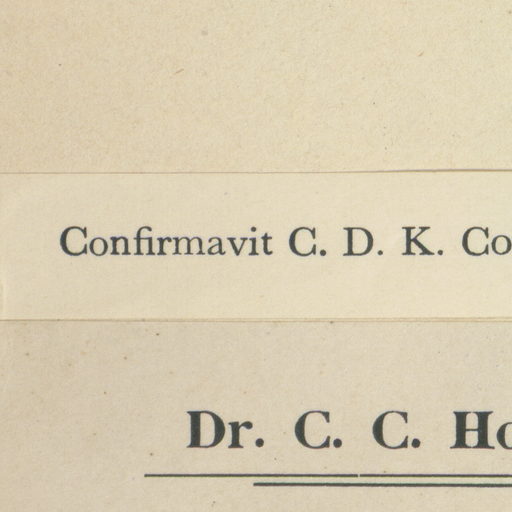 Confirmavit C. D. K. Co
Dr. C. C. Ho